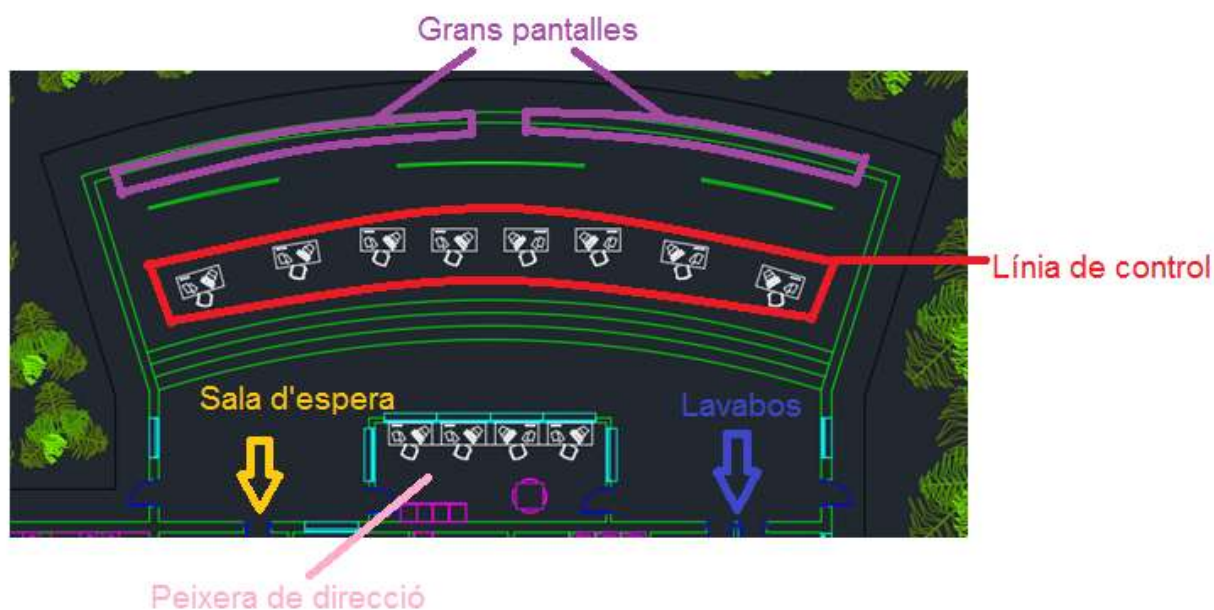 Grans pantalles
Línia de control
Sala d'espera
Lavabos
Peixera de direcció